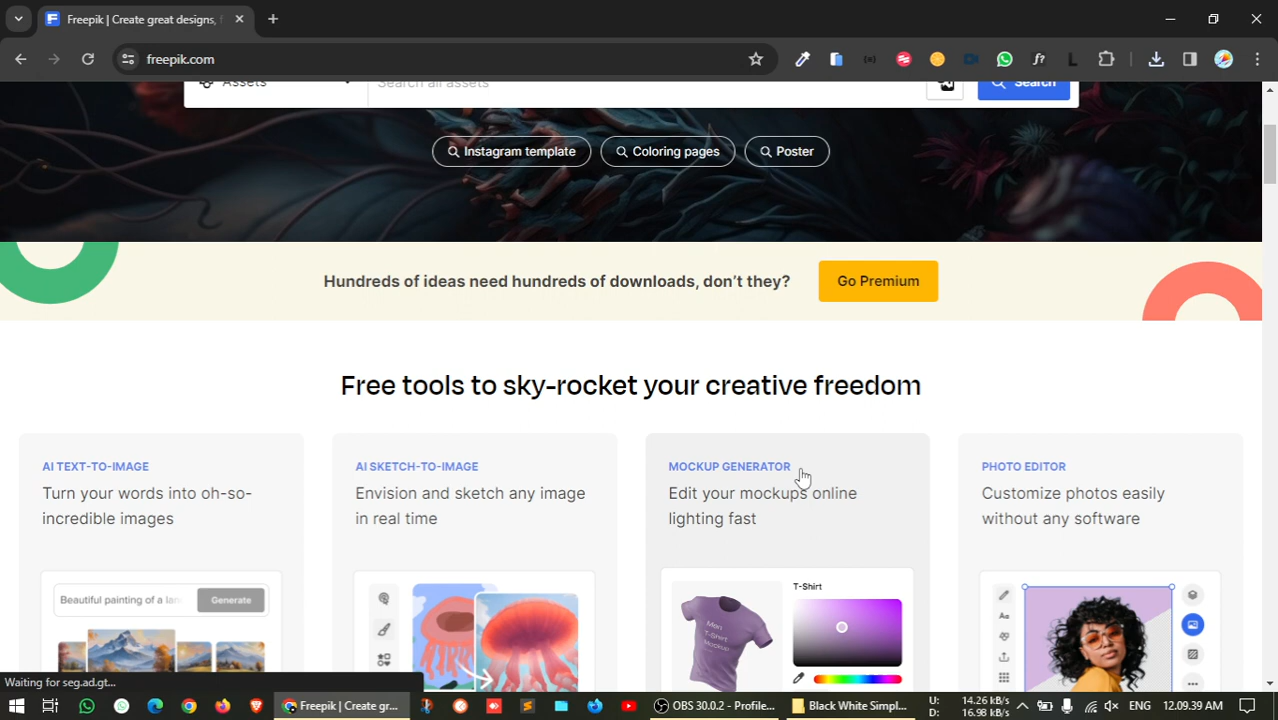 Freepik | Create great designs,
freepik.com
Assets
Search all assets
Search
Instagram template
Coloring pages
Poster
Hundreds of ideas need hundreds of downloads, don't they?
Go Premium
Free tools to sky-rocket your creative freedom
AI TEXT-TO-IMAGE
Turn your words into oh-so-
incredible images
Beautiful painting of a
Generate
AI SKETCH-TO-IMAGE
Envision and sketch any image
in real time
MOCKUP GENERATOR
Edit your mockups online
lighting fast
T-Shirt
Men
T-Shirt
Mockup
PHOTO EDITOR
Customize photos easily
without any software
Aa
Waiting for seg.ad.gt...
Freepik | Create gr...
OBS 30.0.2 - Profile...
Black White Simpl...
U: 14.26 kB/s
D: 16.98 kB/s
ENG
12.09.39 AM